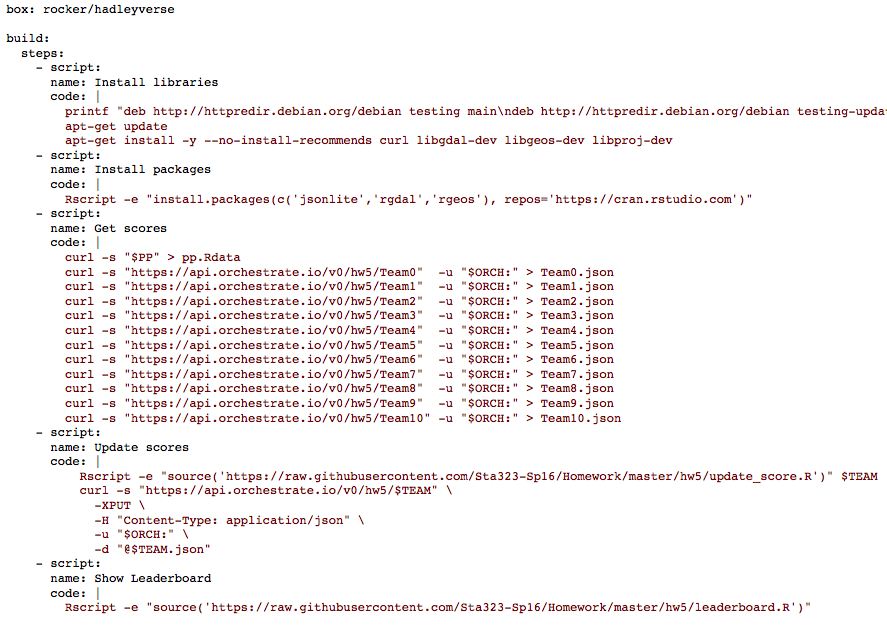 box: rocker/hadleyverse
build:
  steps:
    - script:
      name: Install libraries
      code: |
        printf "deb http://httpredir.debian.org/debian testing main\ndeb http://httpredir.debian.org/debian testing-upda
        apt-get update
        apt-get install -y --no-install-recommends curl libgdal-dev libgeos-dev libproj-dev
    - script:
      name: Install packages
      code: |
        Rscript -e "install.packages(c('jsonlite','rgdal','rgeos'), repos='https://cran.rstudio.com')"
    - script:
      name: Get scores
      code: |
        curl -s "$PP" > pp.Rdata
        curl -s "https://api.orchestrate.io/v0/hw5/Team0"  -u "$ORCH:" > Team0.json
        curl -s "https://api.orchestrate.io/v0/hw5/Team1"  -u "$ORCH:" > Team1.json
        curl -s "https://api.orchestrate.io/v0/hw5/Team2"  -u "$ORCH:" > Team2.json
        curl -s "https://api.orchestrate.io/v0/hw5/Team3"  -u "$ORCH:" > Team3.json
        curl -s "https://api.orchestrate.io/v0/hw5/Team4"  -u "$ORCH:" > Team4.json
        curl -s "https://api.orchestrate.io/v0/hw5/Team5"  -u "$ORCH:" > Team5.json
        curl -s "https://api.orchestrate.io/v0/hw5/Team6"  -u "$ORCH:" > Team6.json
        curl -s "https://api.orchestrate.io/v0/hw5/Team7"  -u "$ORCH:" > Team7.json
        curl -s "https://api.orchestrate.io/v0/hw5/Team8"  -u "$ORCH:" > Team8.json
        curl -s "https://api.orchestrate.io/v0/hw5/Team9"  -u "$ORCH:" > Team9.json
        curl -s "https://api.orchestrate.io/v0/hw5/Team10" -u "$ORCH:" > Team10.json
    - script:
      name: Update scores
      code: |
          Rscript -e "source('https://raw.githubusercontent.com/Sta323-Sp16/Homework/master/hw5/update_score.R')" $TEAM
          curl -s "https://api.orchestrate.io/v0/hw5/$TEAM" \
            -XPUT \
            -H "Content-Type: application/json" \
            -u "$ORCH:" \
            -d "@$TEAM.json"
    - script:
      name: Show Leaderboard
      code: |
        Rscript -e "source('https://raw.githubusercontent.com/Sta323-Sp16/Homework/master/hw5/leaderboard.R')"